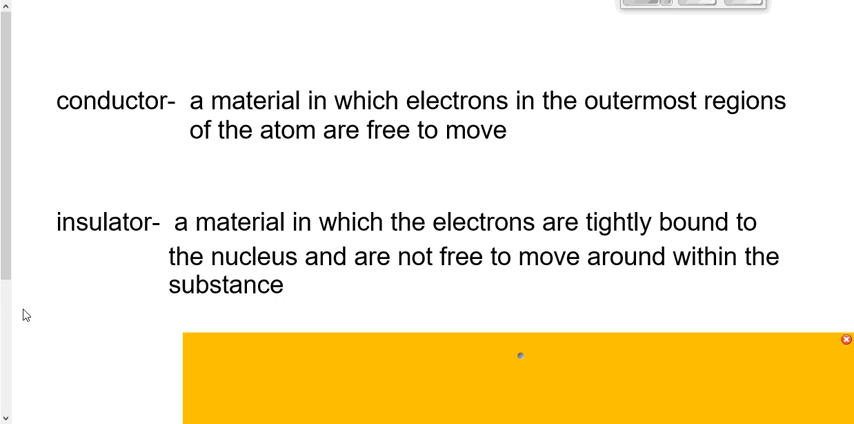 conductor- a material in which electrons in the outermost regions
of the atom are free to move
insulator- a material in which the electrons are tightly bound to
the nucleus and are not free to move around within the
substance